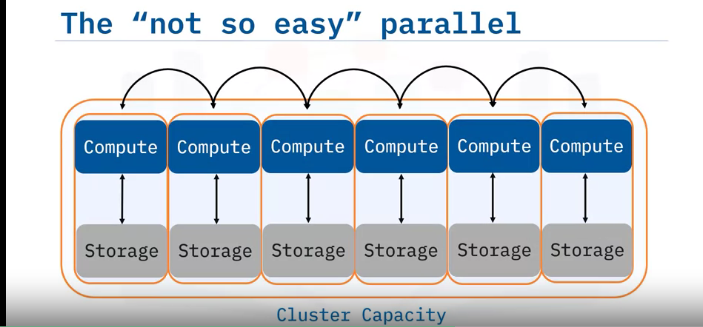 The “not so easy” parallel
Compute Compute Compute Compute Compute Compute
Storage Storage Storage Storage Storage Storage
Cluster Capacity